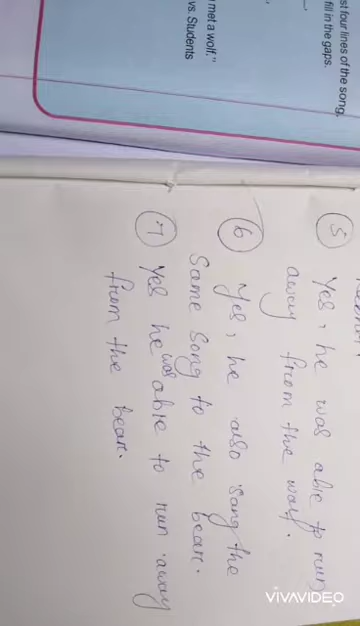 st four lines of the song
fill in the gaps.
met a wolf."
vs. Students
5 Yes, he was able to run
away from the wolf.
6 Yes, he also sang the
Same song to the bear.
7 Yes he was able to run away
from the bear.
VIVAVIDEO